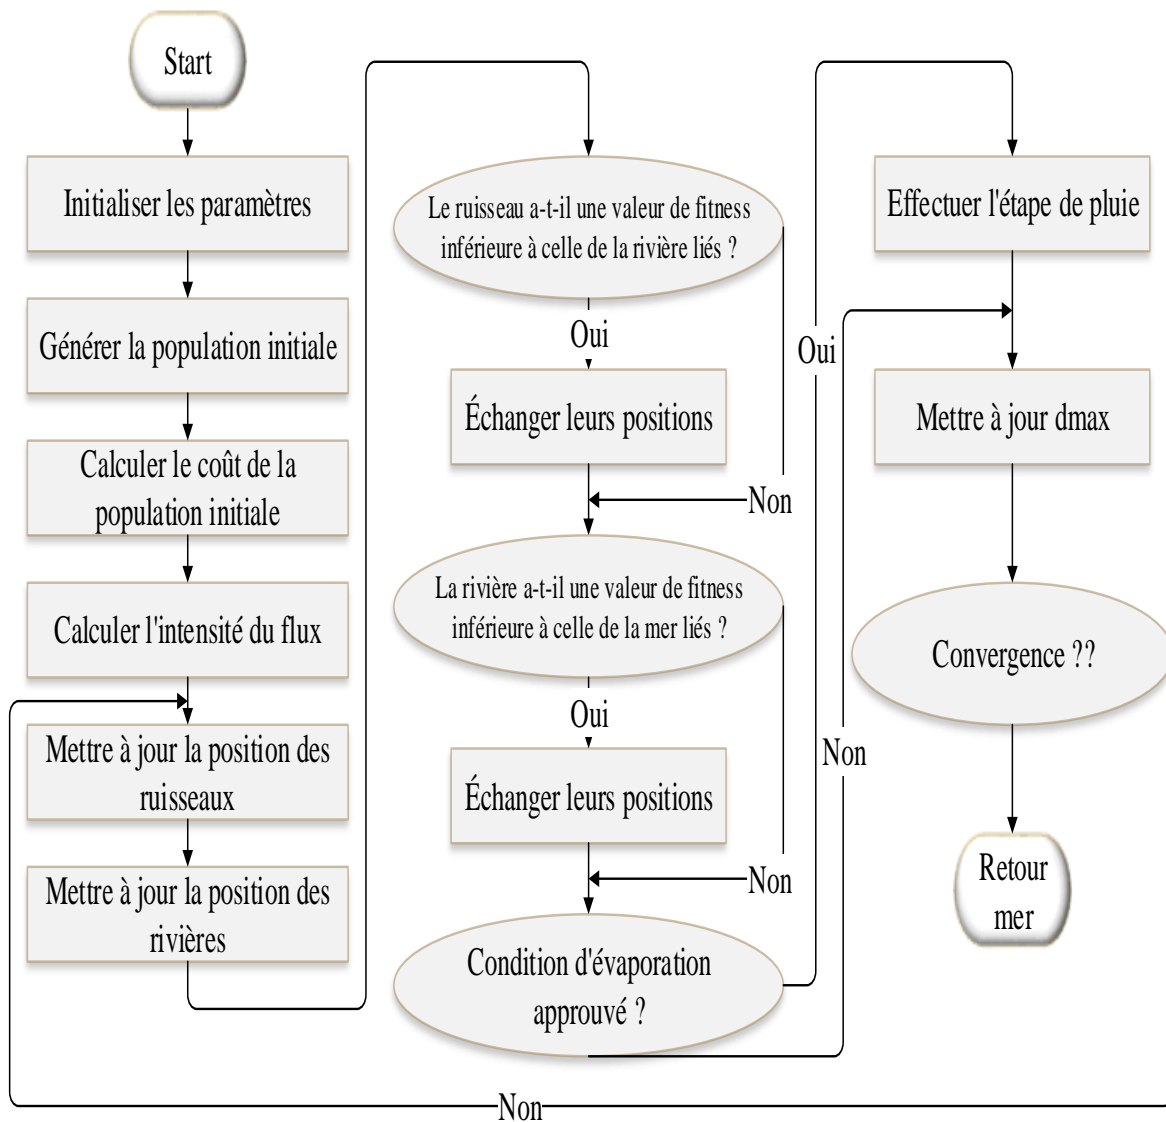 Start
Initialiser les paramètres
Générer la population initiale
Calculer le coût de la
population initiale
Calculer l'intensité du flux
Mettre à jour la position des
ruisseaux
Mettre à jour la position des
rivières
Le ruisseau a-t-il une valeur de fitness
inférieure à celle de la rivière liés ?
Oui
Échanger leurs positions
Non
La rivière a-t-il une valeur de fitness
inférieure à celle de la mer liés ?
Oui
Échanger leurs positions
Non
Condition d'évaporation
approuvé ?
Oui
Non
Effectuer l'étape de pluie
Mettre à jour dmax
Convergence ??
Retour
mer
Non